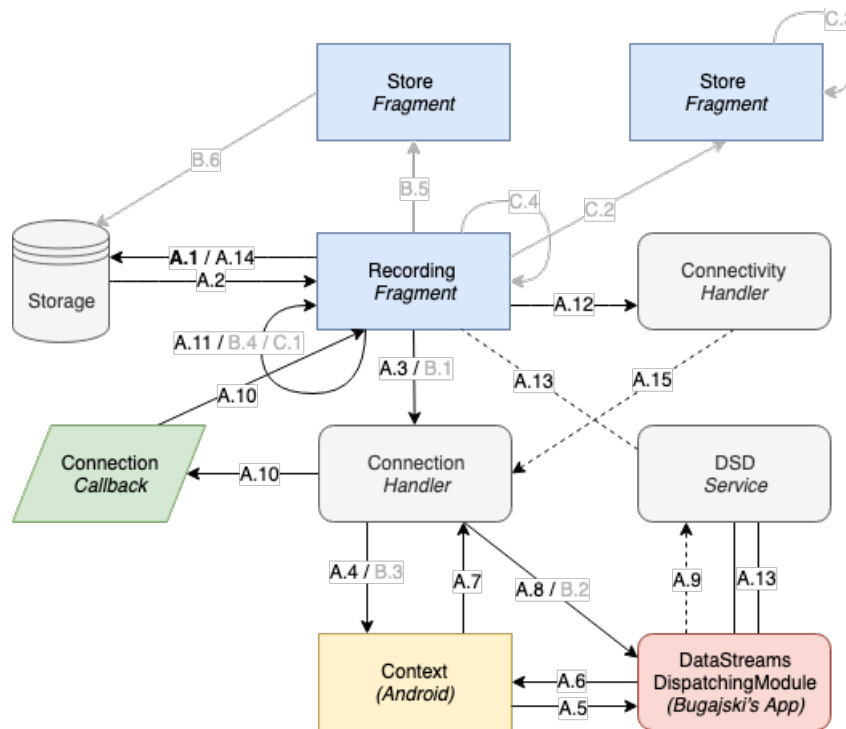 C.3
Store
Fragment
Store
Fragment
B.6
B.5
C.4
C.2
A.1 / A.14
A.2
Storage
Recording
Fragment
A.12
Connectivity
Handler
A.11 / B.4 / C.1
A.3 / B.1
A.13
A.15
A.10
Connection
Callback
A.10
Connection
Handler
DSD
Service
A.4 / B.3
A.7
A.8 / B.2
A.9
A.13
Context
(Android)
A.6
A.5
DataStreams
DispatchingModule
(Bugajski's App)